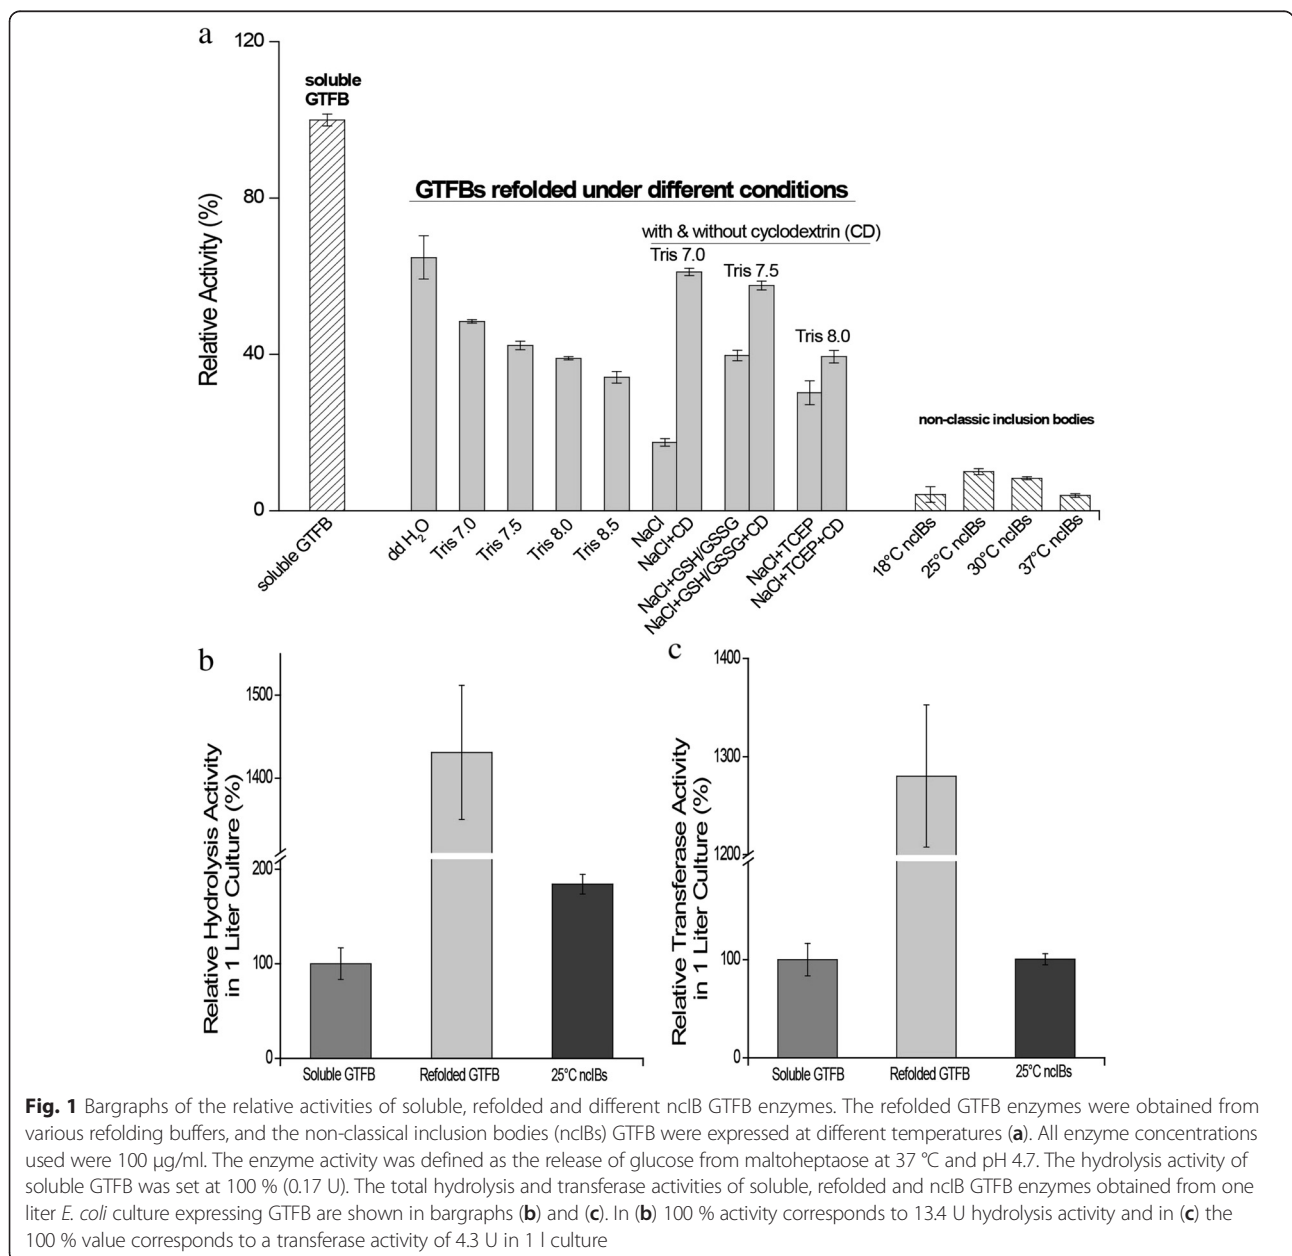 a
120
80
40
0
Relative Activity (%)
soluble
GTFB
GTFBs refolded under different conditions
with & without cyclodextrin (CD)
Tris 7.0
Tris 7.5
Tris 8.0
non-classic inclusion bodies
soluble GTFB
dd H₂O
Tris 7.0
Tris 7.5
Tris 8.0
Tris 8.5
NaCl
NaCl+CD
NaCl+GSH/GSSG
NaCl+GSH/GSSG+CD
NaCl+TCEP
NaCl+TCEP+CD
18°C ncIBs
25°C ncIBs
30°C ncIBs
37°C ncIBs
b
1500
1400
200
100
0
Relative Hydrolysis Activity
in 1 Liter Culture (%)
Soluble GTFB
Refolded GTFB
25°C ncIBs
c
1400
1300
1200
100
0
Relative Transferase Activity
in 1 Liter Culture (%)
Soluble GTFB
Refolded GTFB
25°C ncIBs
Fig. 1 Bargraphs of the relative activities of soluble, refolded and different ncIB GTFB enzymes. The refolded GTFB enzymes were obtained from
various refolding buffers, and the non-classical inclusion bodies (ncIBs) GTFB were expressed at different temperatures (a). All enzyme concentrations
used were 100 μg/ml. The enzyme activity was defined as the release of glucose from maltoheptaose at 37 °C and pH 4.7. The hydrolysis activity of
soluble GTFB was set at 100 % (0.17 U). The total hydrolysis and transferase activities of soluble, refolded and ncIB GTFB enzymes obtained from one
liter E. coli culture expressing GTFB are shown in bargraphs (b) and (c). In (b) 100 % activity corresponds to 13.4 U hydrolysis activity and in (c) the
100 % value corresponds to a transferase activity of 4.3 U in 1 l culture